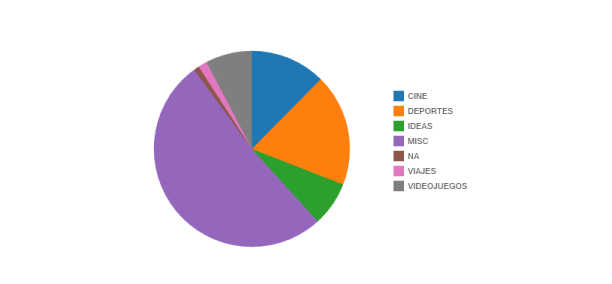 CINE
DEPORTES
IDEAS
MISC
NA
VIAJES
VIDEOJUEGOS